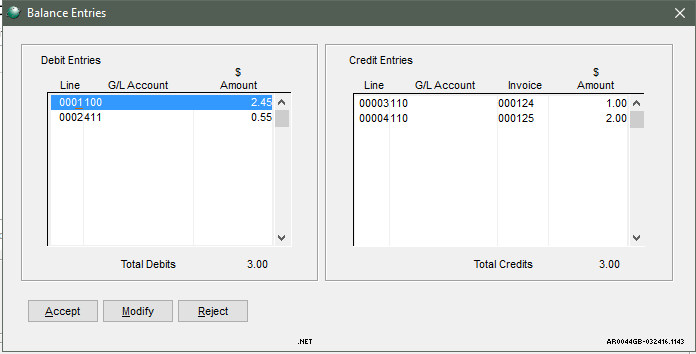 Balance Entries
Debit Entries
$
Line G/L Account Amount
0001 100 2.45
0002 411 0.55
Total Debits 3.00
Credit Entries
$
Line G/L Account Invoice Amount
00003 110 000124 1.00
00004 110 000125 2.00
Total Credits 3.00
Accept Modify Reject
.NET AR0044GB-032416.1143